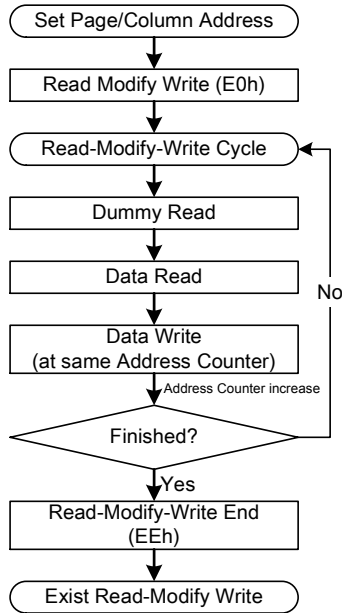 Set Page/Column Address
Read Modify Write (E0h)
Read-Modify-Write Cycle
Dummy Read
Data Read
No
Data Write
(at same Address Counter)
Address Counter increase
Finished?
Yes
Read-Modify-Write End
(EEh)
Exist Read-Modify Write